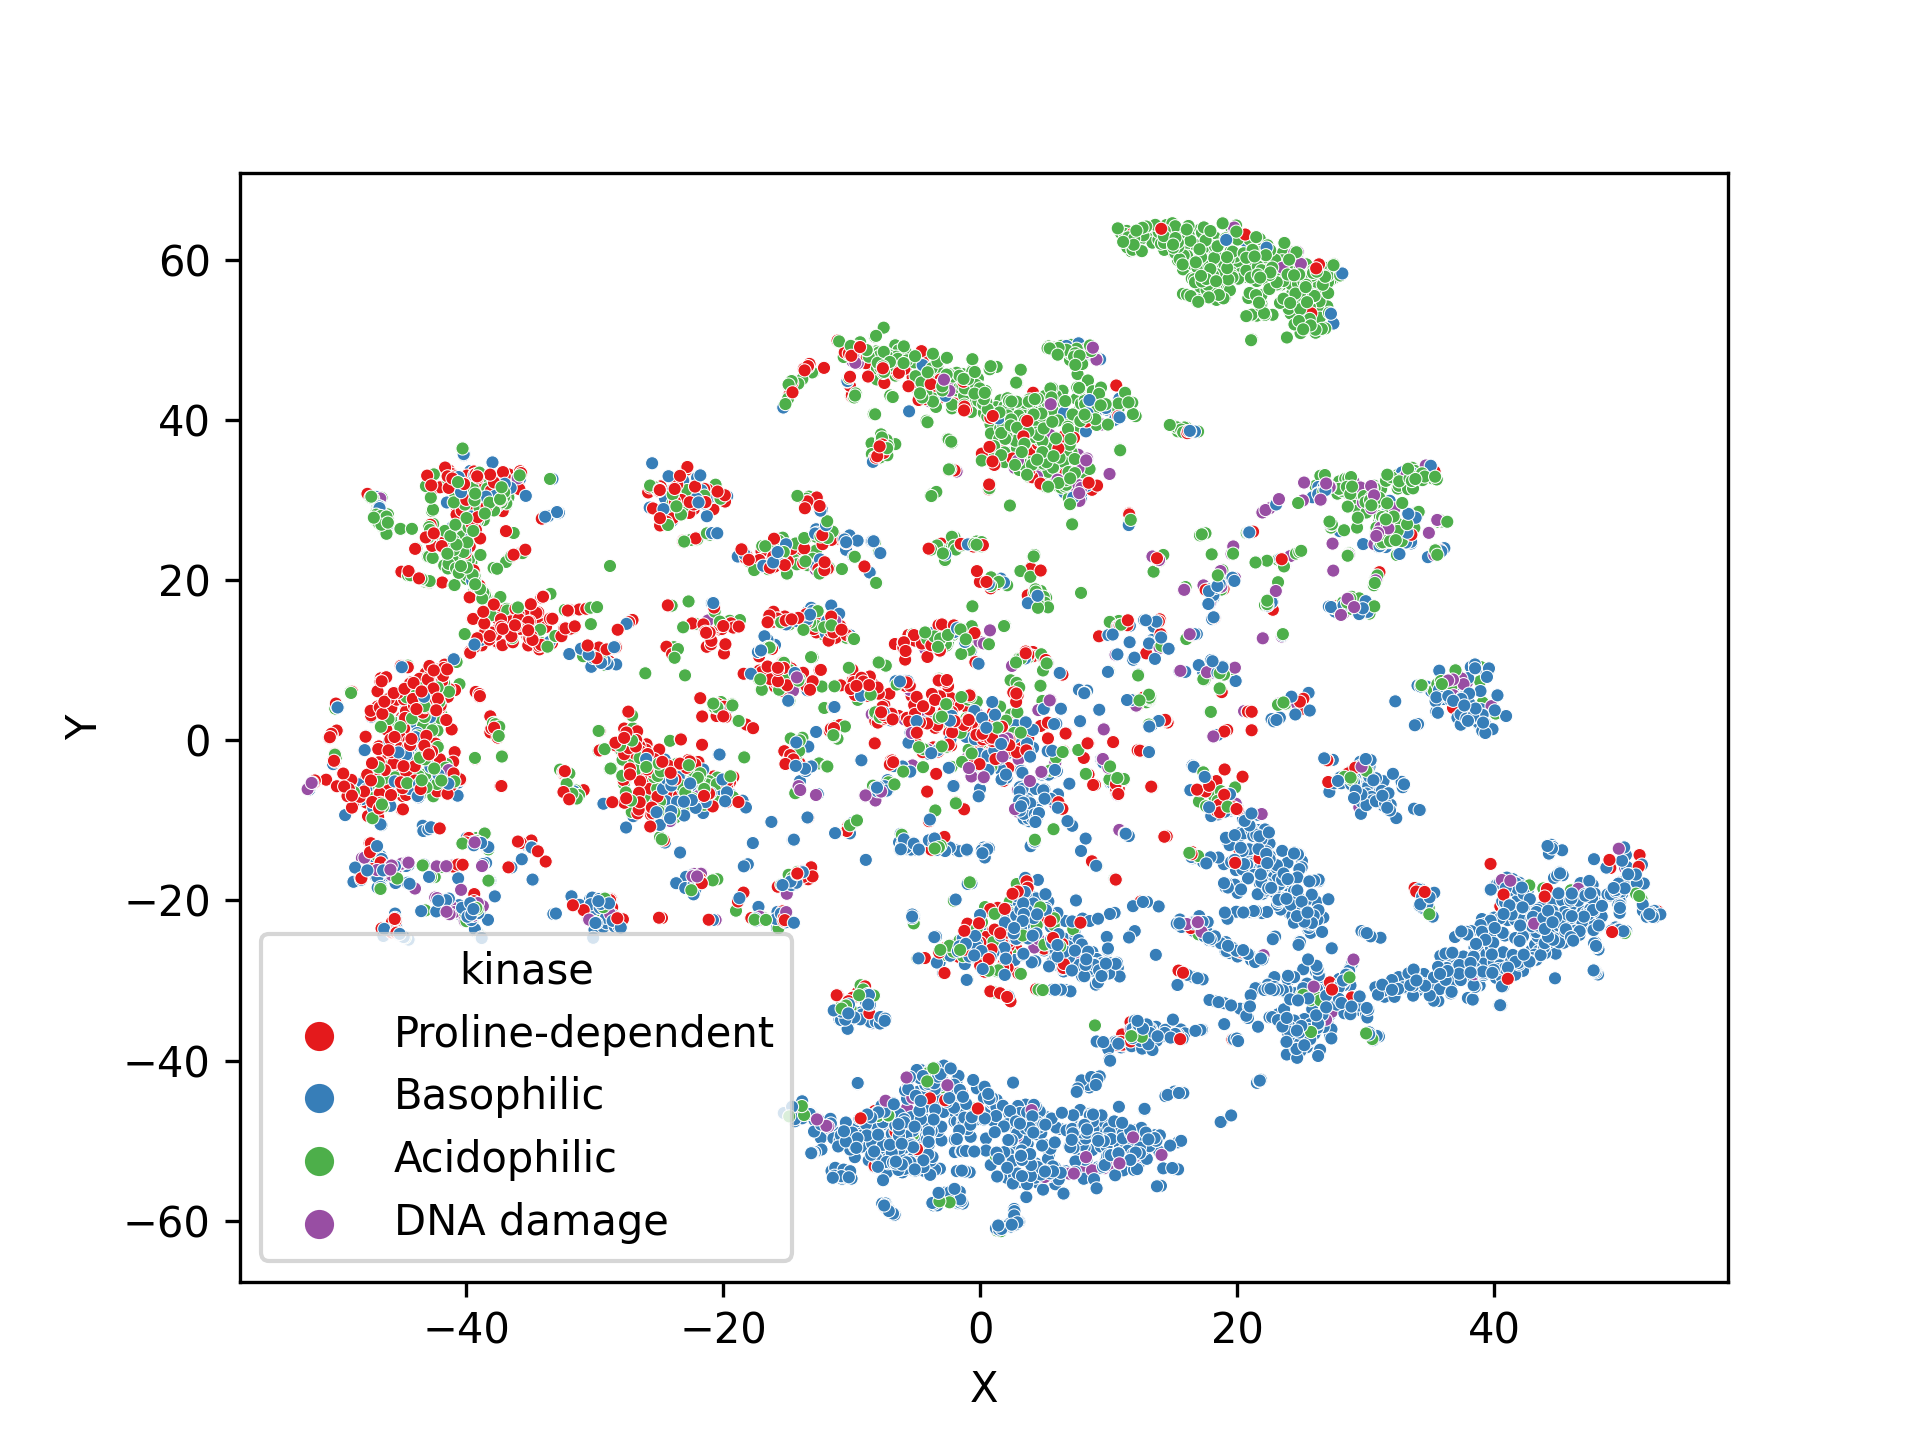 60
40
20
0
−20
−40
−60
Y
kinase
Proline-dependent
Basophilic
Acidophilic
DNA damage
−40 −20 0 20 40
X